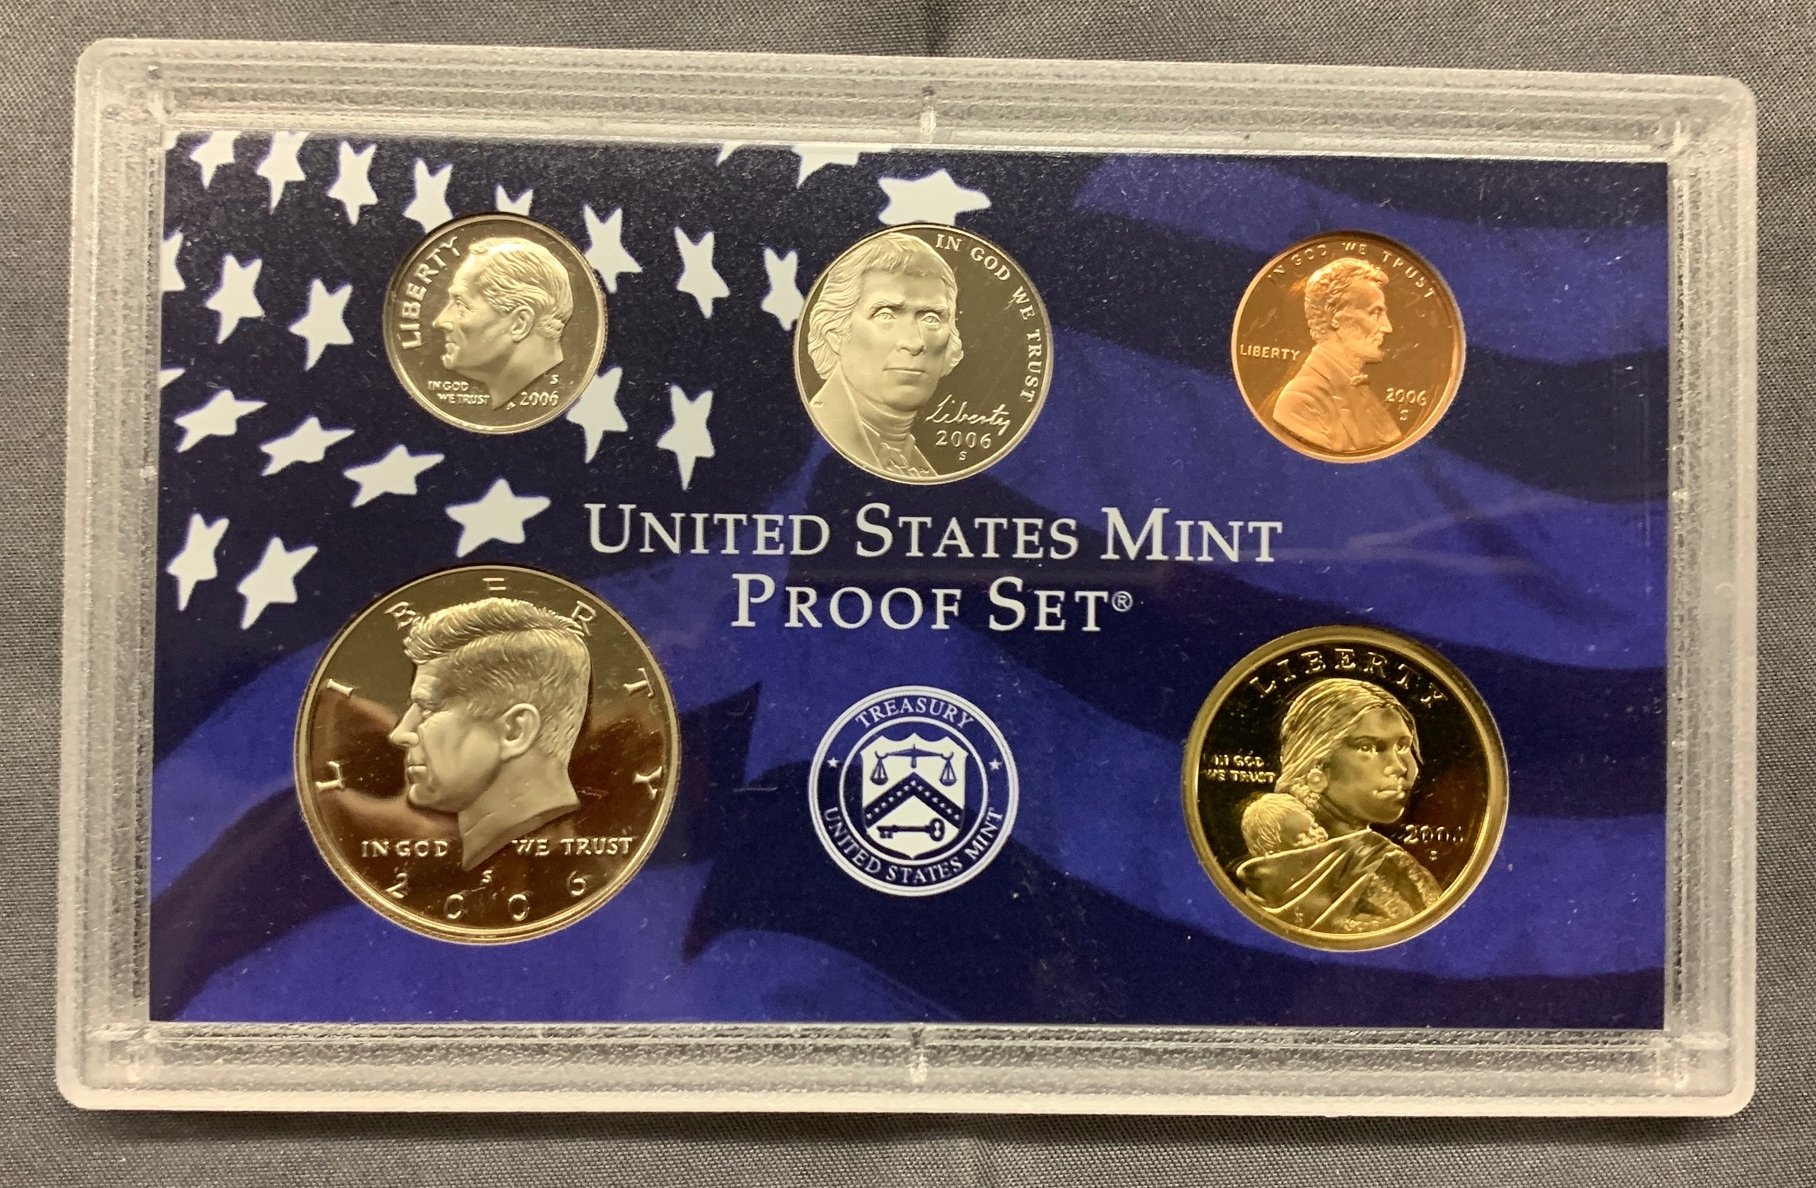 LIBERTY
IN GOD
WE TRUST
S
2006
IN GOD WE TRUST
Liberty
2006
S
IN GOD WE TRUST
LIBERTY
2006
S
UNITED STATES MINT
PROOF SET®
LIBERTY
IN GOD WE TRUST
S
2006
TREASURY
UNITED STATES MINT
LIBERTY
IN GOD
WE TRUST
2006
S